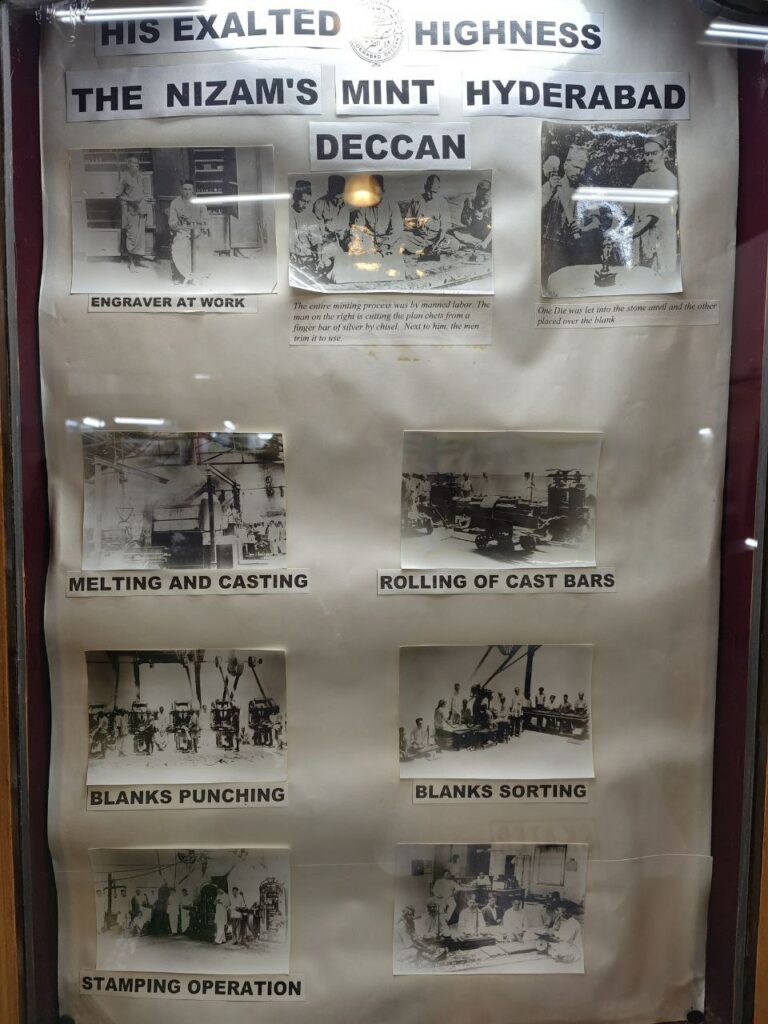 HIS EXALTED HIGHNESS
THE NIZAM'S MINT HYDERABAD
DECCAN
ENGRAVER AT WORK
The entire minting process was by manned labor. The
man on the right is cutting the plan chets from a
finger bar of silver by chisel. Next to him, the men
trim it to use.
One Die was let into the stone anvil and the other
placed over the blank
MELTING AND CASTING
ROLLING OF CAST BARS
BLANKS PUNCHING
BLANKS SORTING
STAMPING OPERATION